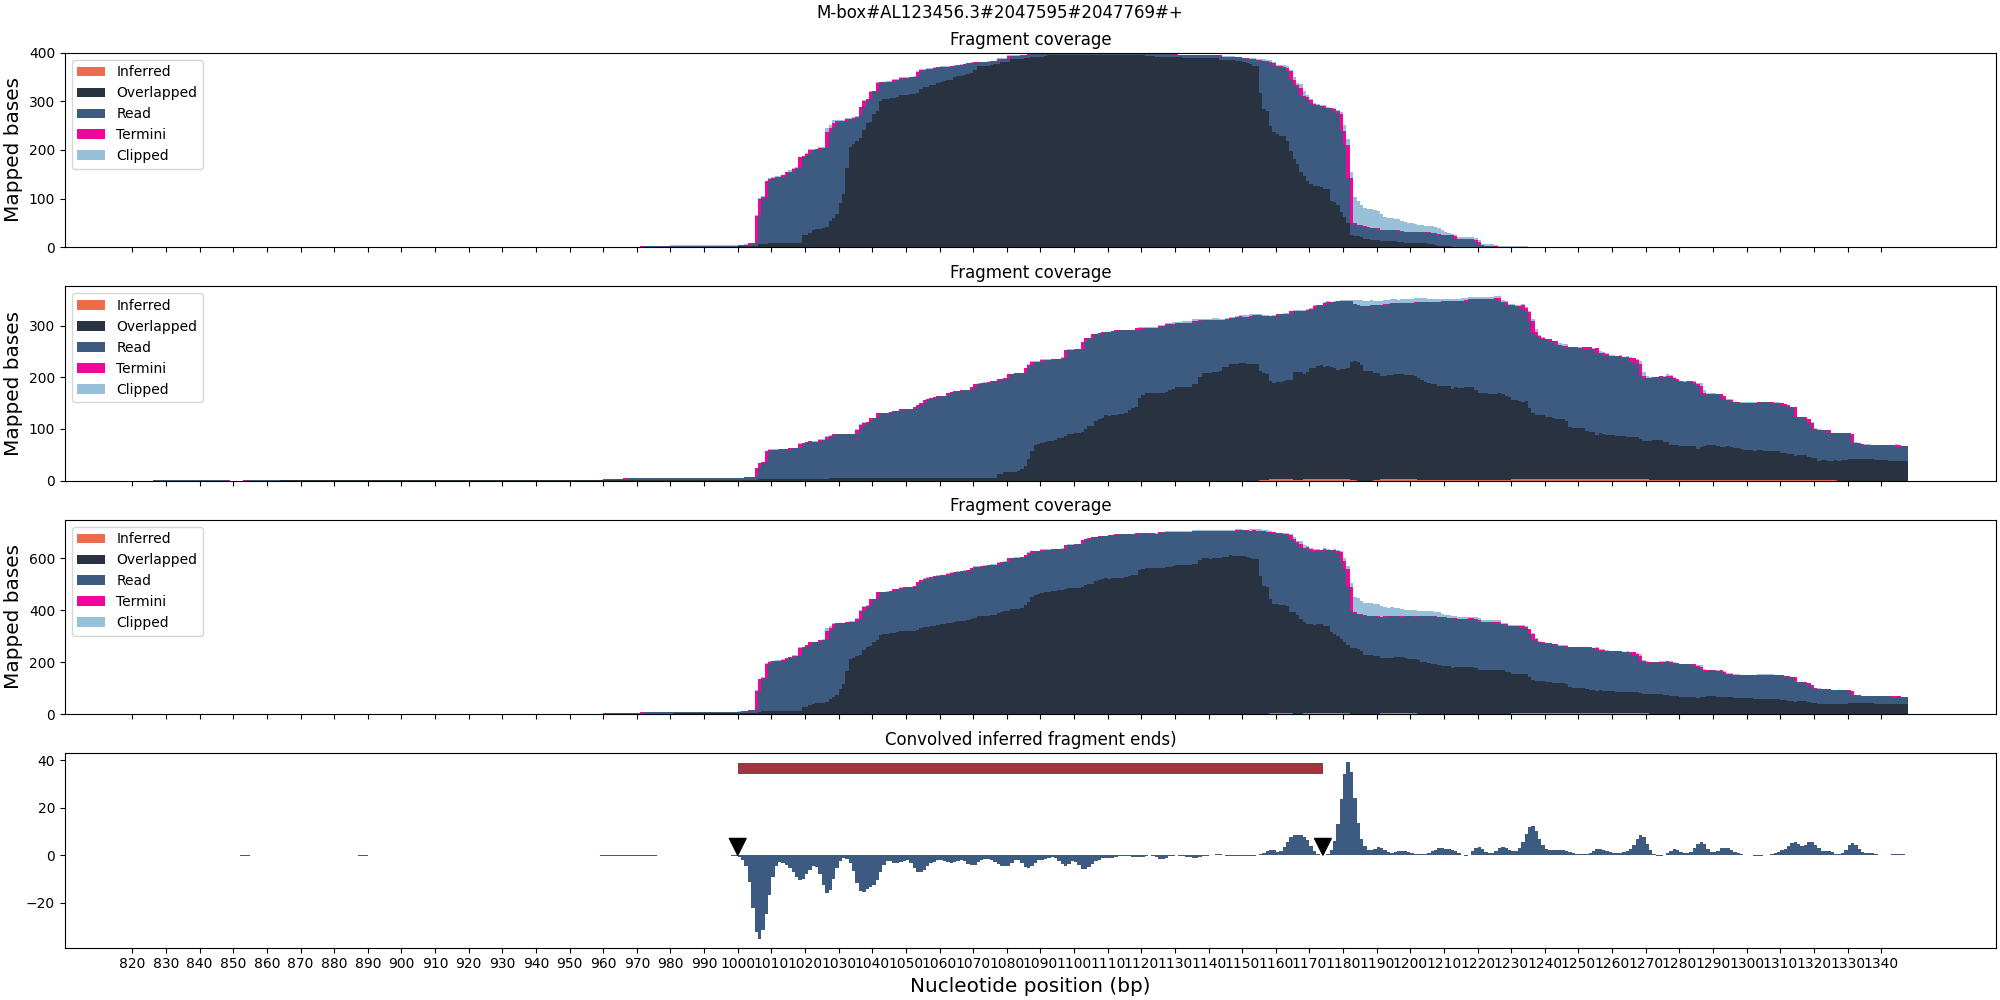 M-box#AL123456.3#2047595#2047769#+
Fragment coverage
400
300
200
100
0
Mapped bases
Inferred
Overlapped
Read
Termini
Clipped
Fragment coverage
300
200
100
0
Mapped bases
Inferred
Overlapped
Read
Termini
Clipped
Fragment coverage
600
400
200
0
Mapped bases
Inferred
Overlapped
Read
Termini
Clipped
Convolved inferred fragment ends)
40
20
0
−20
820 830 840 850 860 870 880 890 900 910 920 930 940 950 960 970 980 990 1000 1010 1020 1030 1040 1050 1060 1070 1080 1090 1100 1110 1120 1130 1140 1150 1160 1170 1180 1190 1200 1210 1220 1230 1240 1250 1260 1270 1280 1290 1300 1310 1320 1330 1340
Nucleotide position (bp)